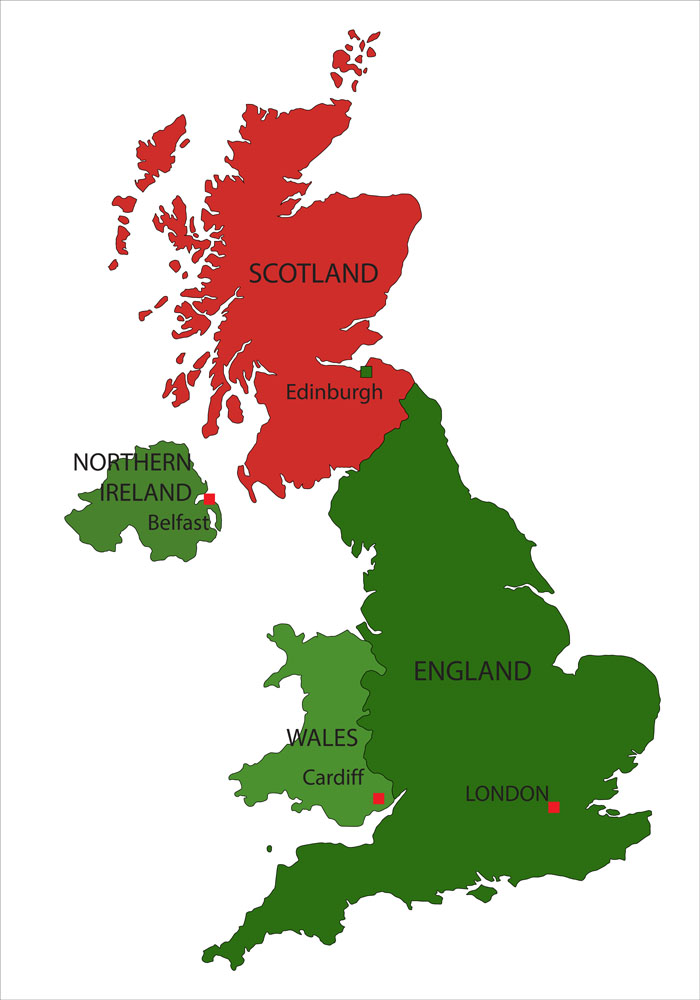 SCOTLAND
Edinburgh
NORTHERN
IRELAND
Belfast
ENGLAND
WALES
Cardiff
LONDON